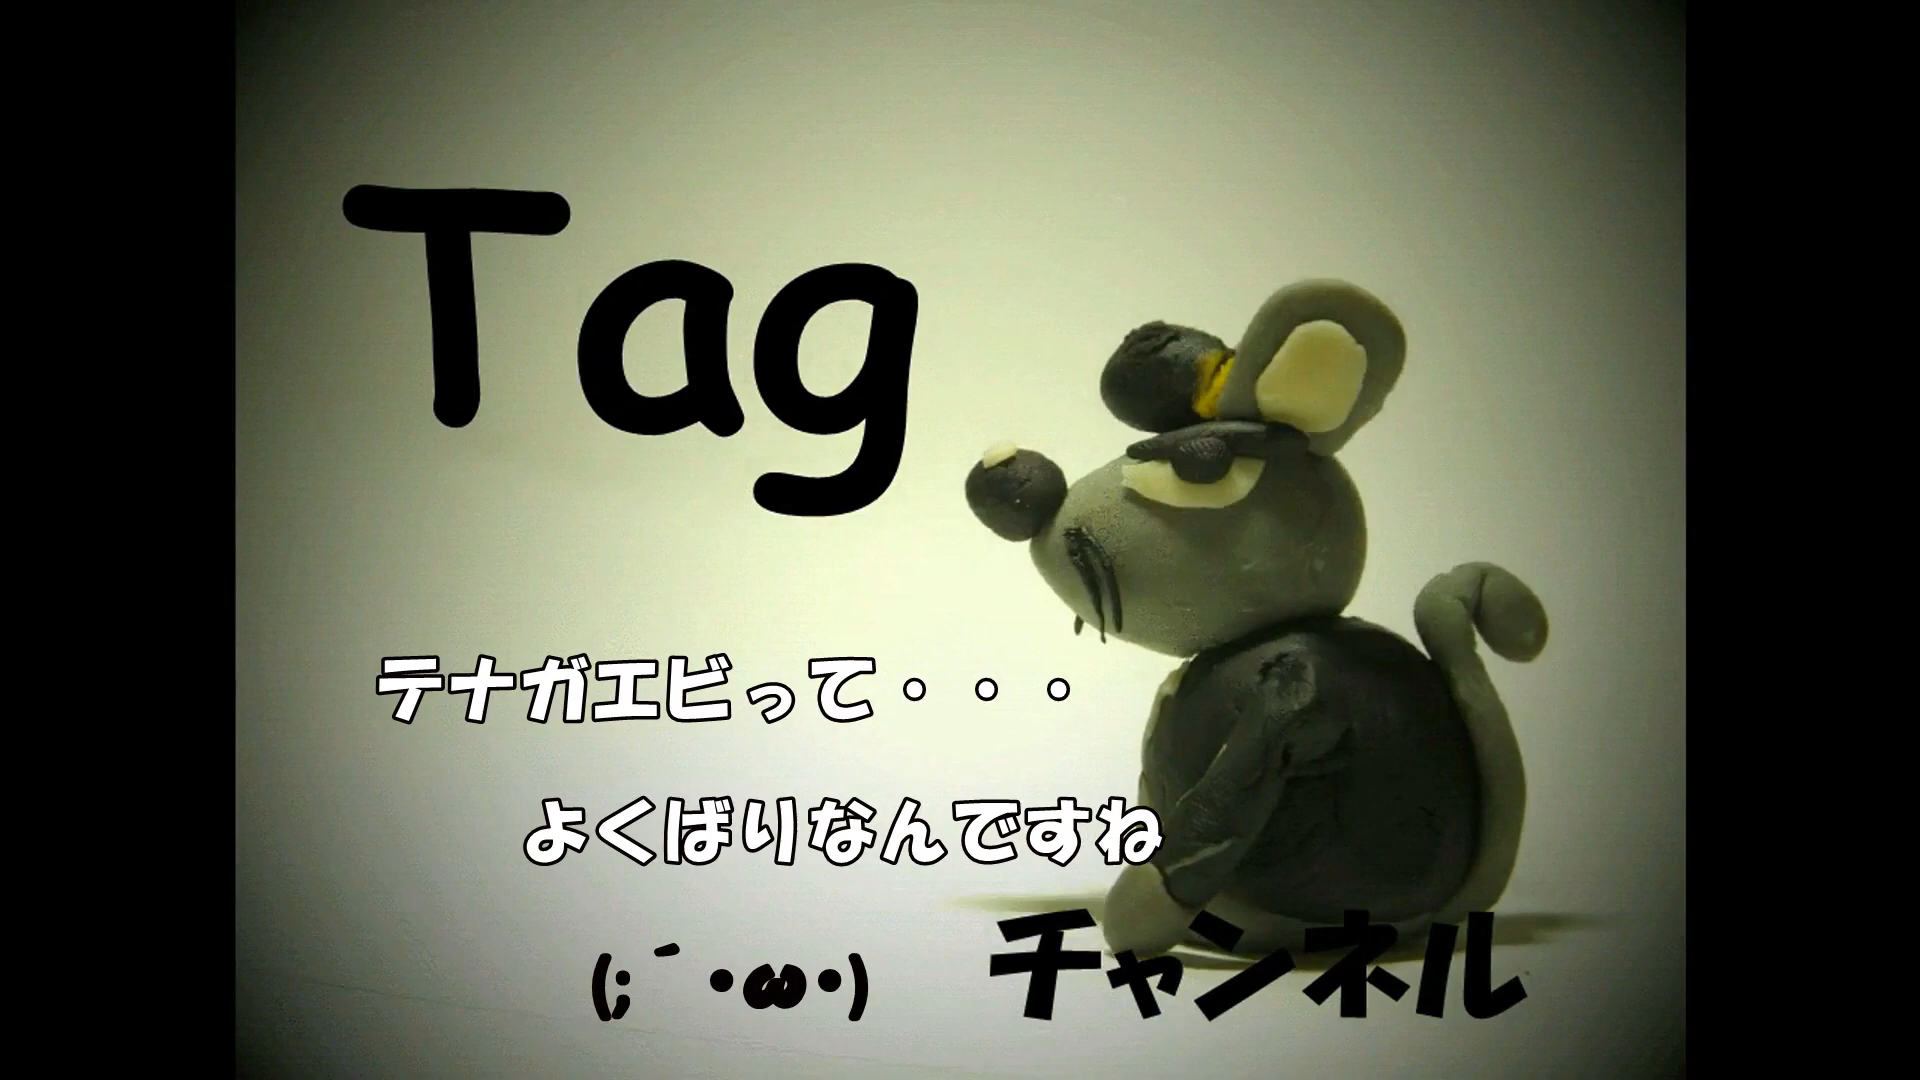 Tag
テナガエビって・・・
よくばりなんですね
(;´・ω・)
チャンネル